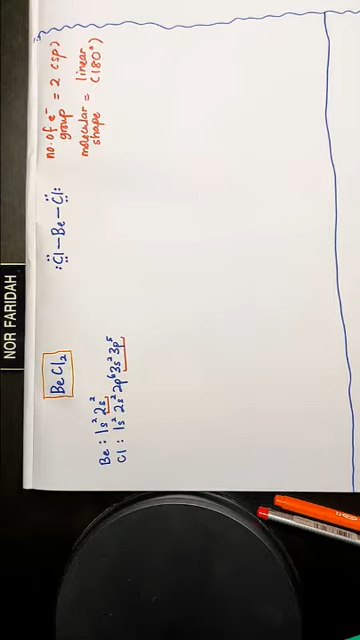 NOR FARIDAH
BeCl₂
Be : 1s² 2s²
Cl : 1s² 2s² 2p⁶ 3s² 3p⁵
:Cl — Be — Cl:
no. of e⁻ group = 2 (sp)
molecular shape = linear (180°)